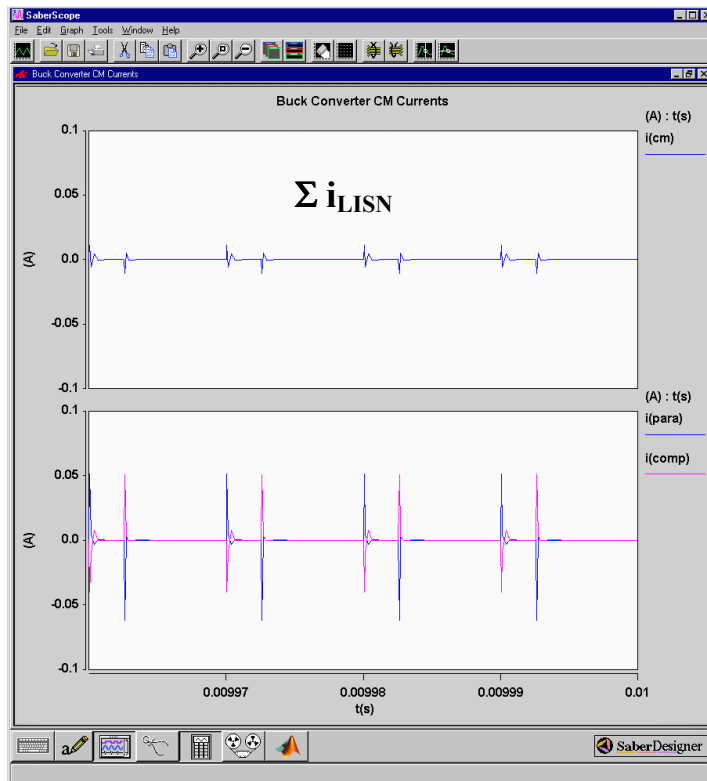 SaberScope
File Edit Graph Tools Window Help
Buck Converter CM Currents
Buck Converter CM Currents
(A) : t(s)
i(cm)
0.1
0.05
0.0
-0.05
-0.1
(A)
Σ iLISN
(A) : t(s)
i(para)
i(comp)
0.1
0.05
0.0
-0.05
-0.1
(A)
0.00997 0.00998 0.00999 0.01
t(s)
a
SaberDesigner